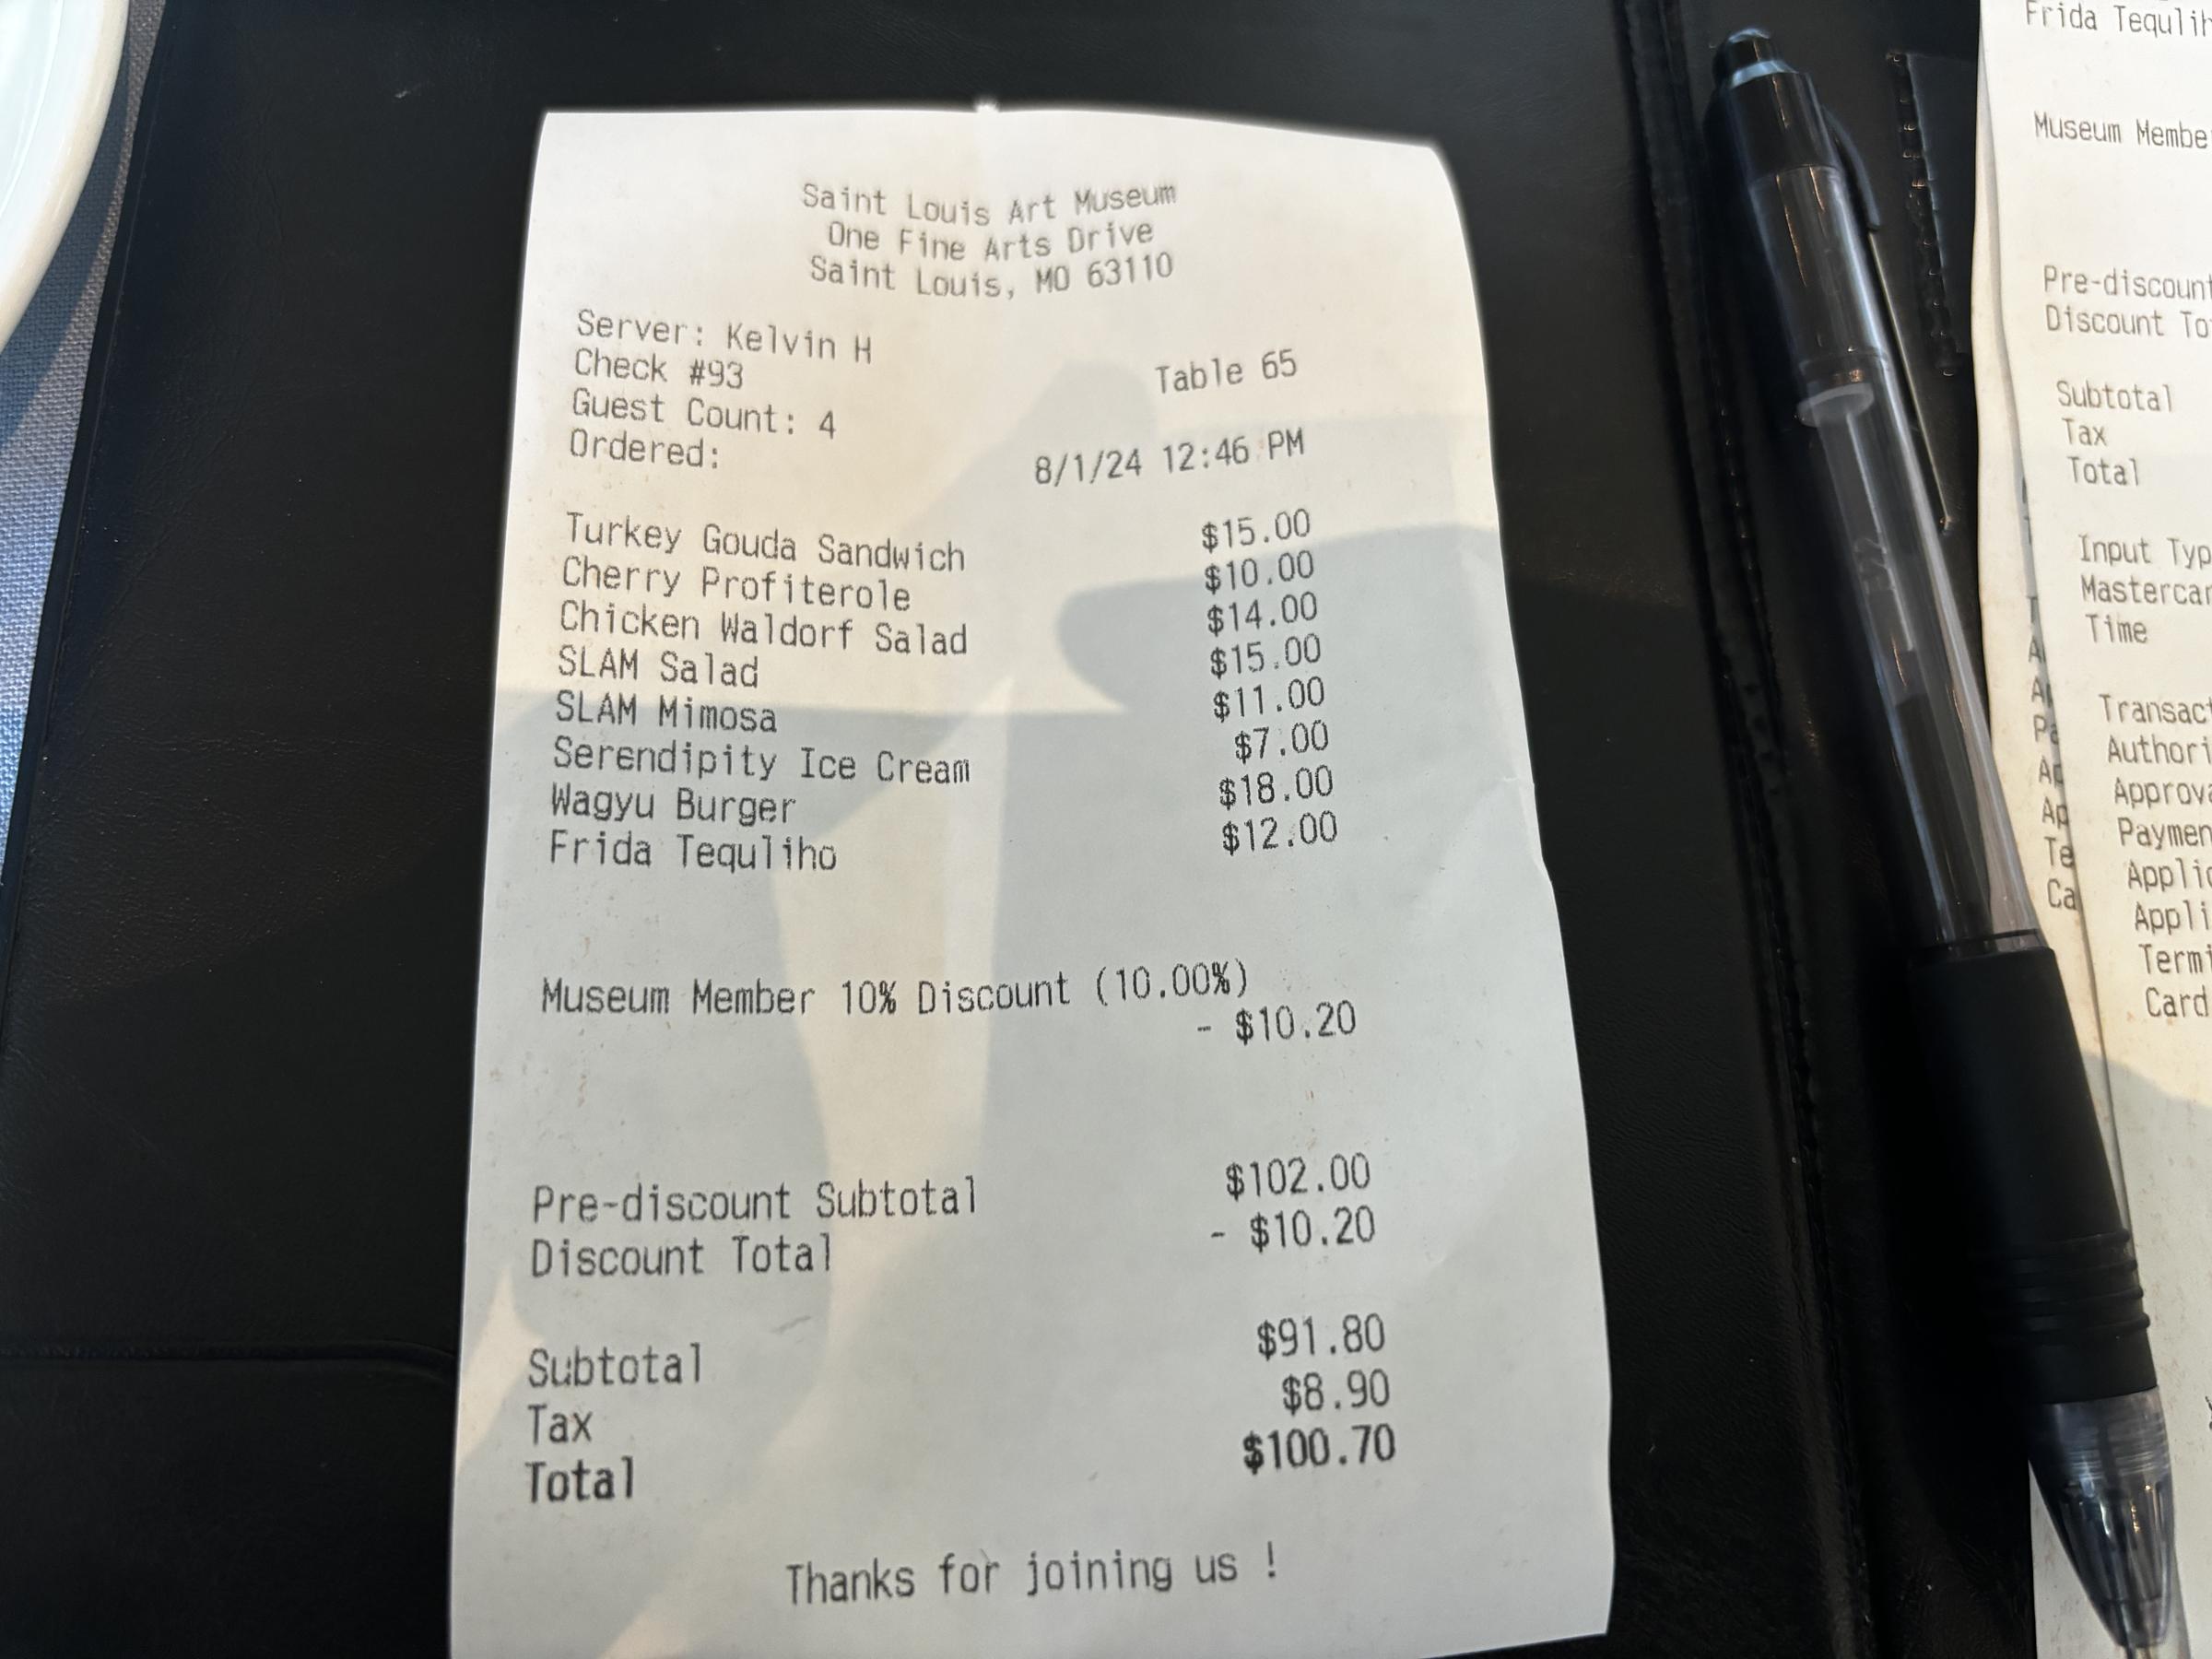 Saint Louis Art Museum
One Fine Arts Drive
Saint Louis, MO 63110
Server: Kelvin H
Check #93 Table 65
Guest Count: 4
Ordered: 8/1/24 12:46 PM
Turkey Gouda Sandwich $15.00
Cherry Profiterole $10.00
Chicken Waldorf Salad $14.00
SLAM Salad $15.00
SLAM Mimosa $11.00
Serendipity Ice Cream $7.00
Wagyu Burger $18.00
Frida Tequliho $12.00
Museum Member 10% Discount (10.00%)
- $10.20
Pre-discount Subtotal $102.00
Discount Total - $10.20
Subtotal $91.80
Tax $8.90
Total $100.70
Thanks for joining us !
Frida
Museum
Pre-discount
Discount
Subtotal
Tax
Total
Input
Time
Card